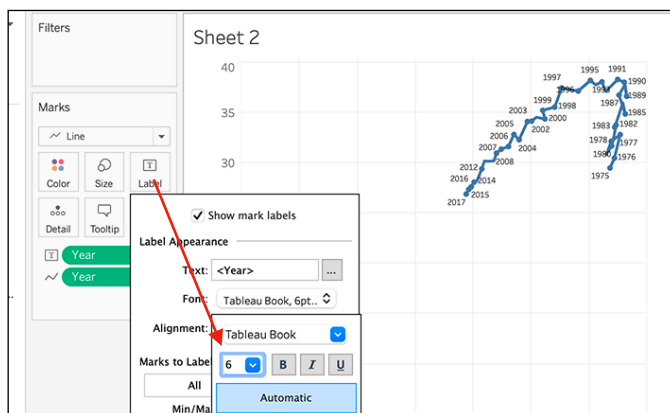 Filters
Sheet 2
Marks
Line
Color
Size
T
Label
Detail
Tooltip
T
Year
Year
Show mark labels
Label Appearance
Text:
<Year>
...
Font:
Tableau Book, 6pt..
Alignment:
Tableau Book
6
B
I
U
Automatic
Marks to Label
All
Min/Ma
40
35
30
1997
1995
1991
1990
1996
1993
1989
1987
1999
1998
1985
2003
2000
2002
1983
1982
2005
2006
2004
1978
1977
2007
2008
1980
1976
2012
1975
2016
2014
2015
2017